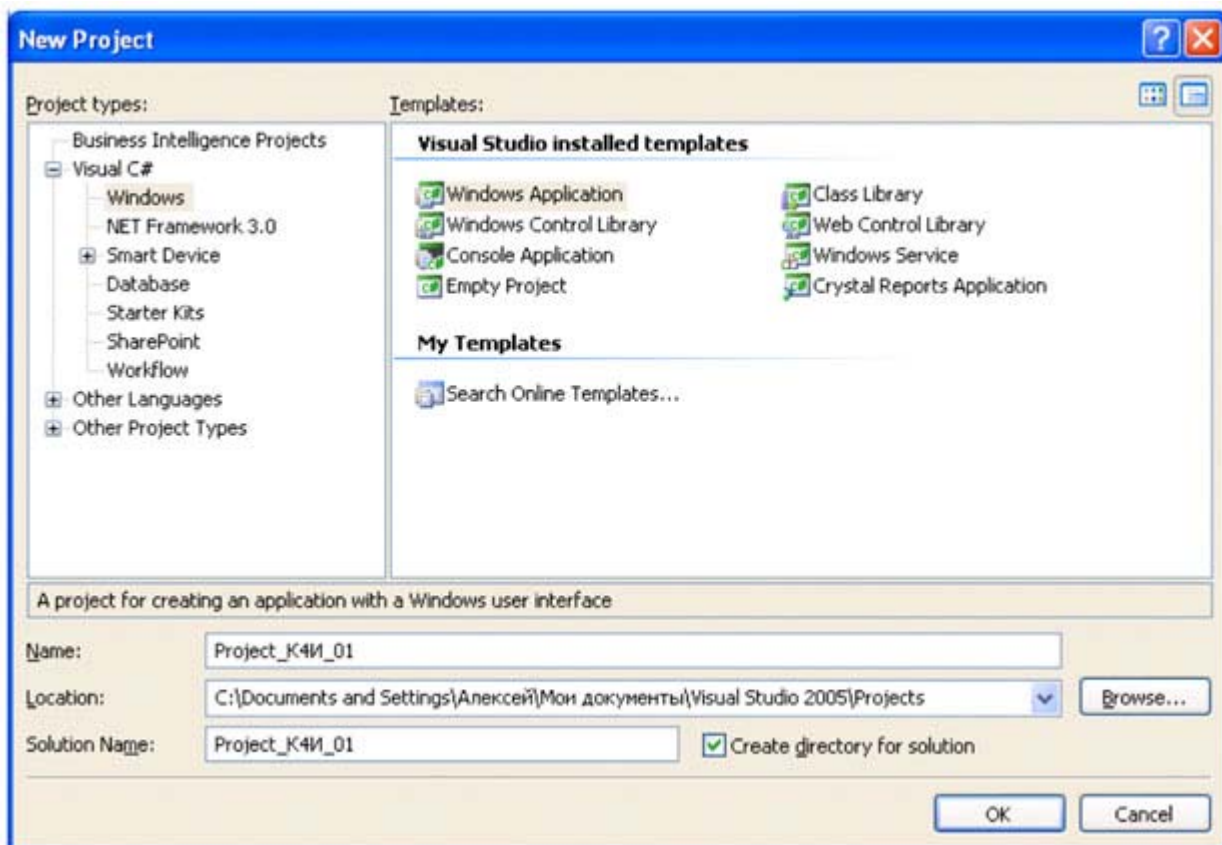 New Project
Project types:
Templates:
Business Intelligence Projects
Visual C#
Windows
NET Framework 3.0
Smart Device
Database
Starter Kits
SharePoint
Workflow
Other Languages
Other Project Types
Visual Studio installed templates
Windows Application
Class Library
Windows Control Library
Web Control Library
Console Application
Windows Service
Empty Project
Crystal Reports Application
My Templates
Search Online Templates...
A project for creating an application with a Windows user interface
Name: Project_К4И_01
Location: C:\Documents and Settings\Алексей\Мои документы\Visual Studio 2005\Projects Browse...
Solution Name: Project_К4И_01 Create directory for solution
OK Cancel